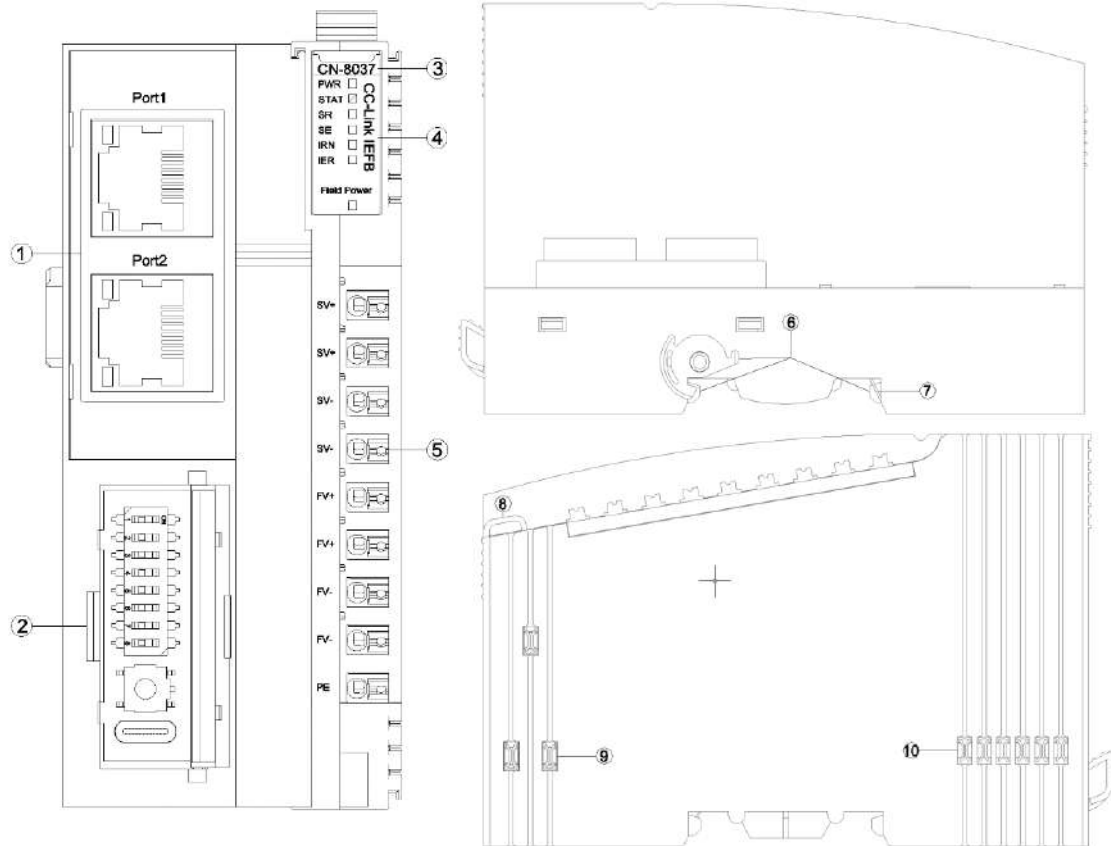 Port1
Port2
CN-8037
PWR
STAT
SR
SE
IRN
IER
CC-Link IEFB
Field Power
SV+
SV+
SV-
SV-
FV+
FV+
FV-
FV-
PE
①
②
③
④
⑤
⑥
⑦
⑧
⑨
⑩